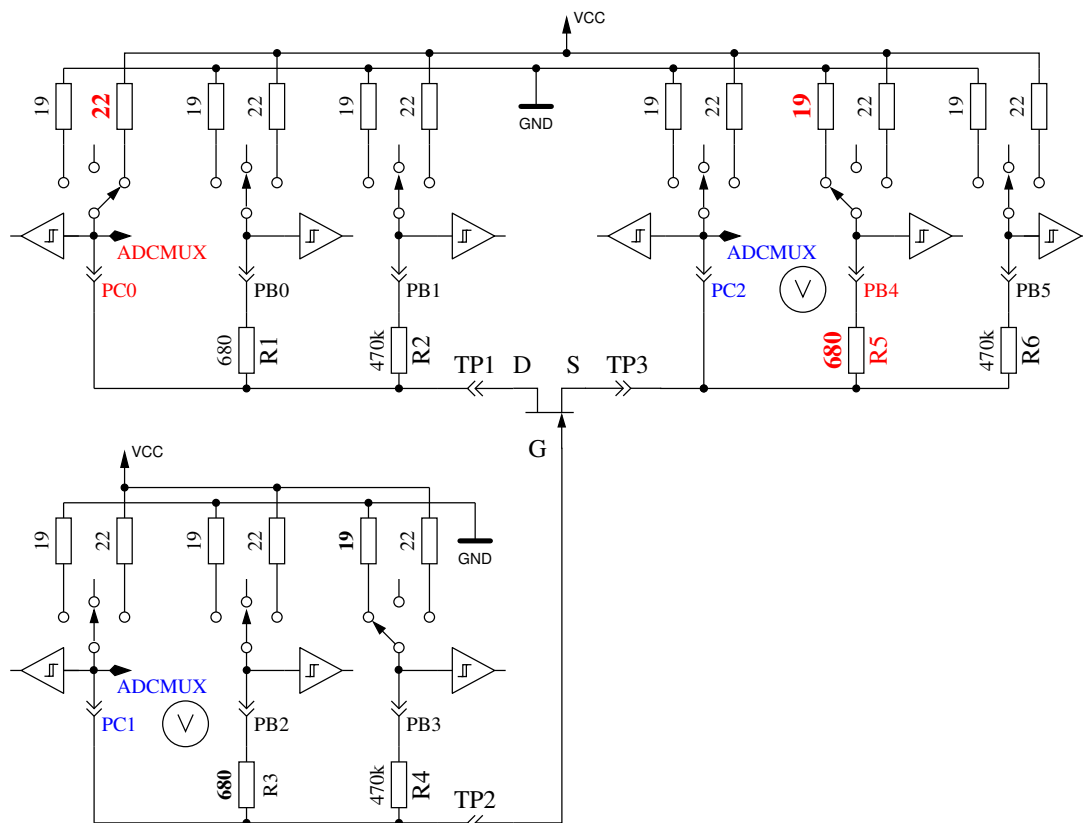 VCC
19 22 19 22 19 22 19 22 19 22 19 22
GND
ADCMUX ADCMUX
PC0 PB0 PB1 PC2 V PB4 PB5
680 R1 470k R2 680 R5 470k R6
TP1 D S TP3
G
VCC
19 22 19 22 19 22
GND
ADCMUX
PC1 V PB2 PB3
680 R3 470k R4
TP2